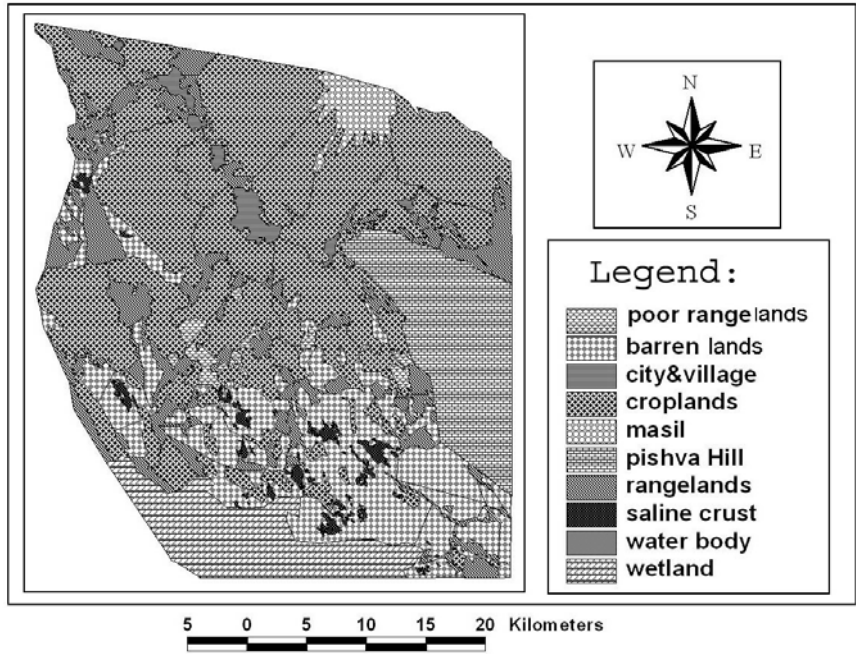 N
W E
S
Legend:
poor rangelands
barren lands
city&village
croplands
masil
pishva Hill
rangelands
saline crust
water body
wetland
5 0 5 10 15 20 Kilometers